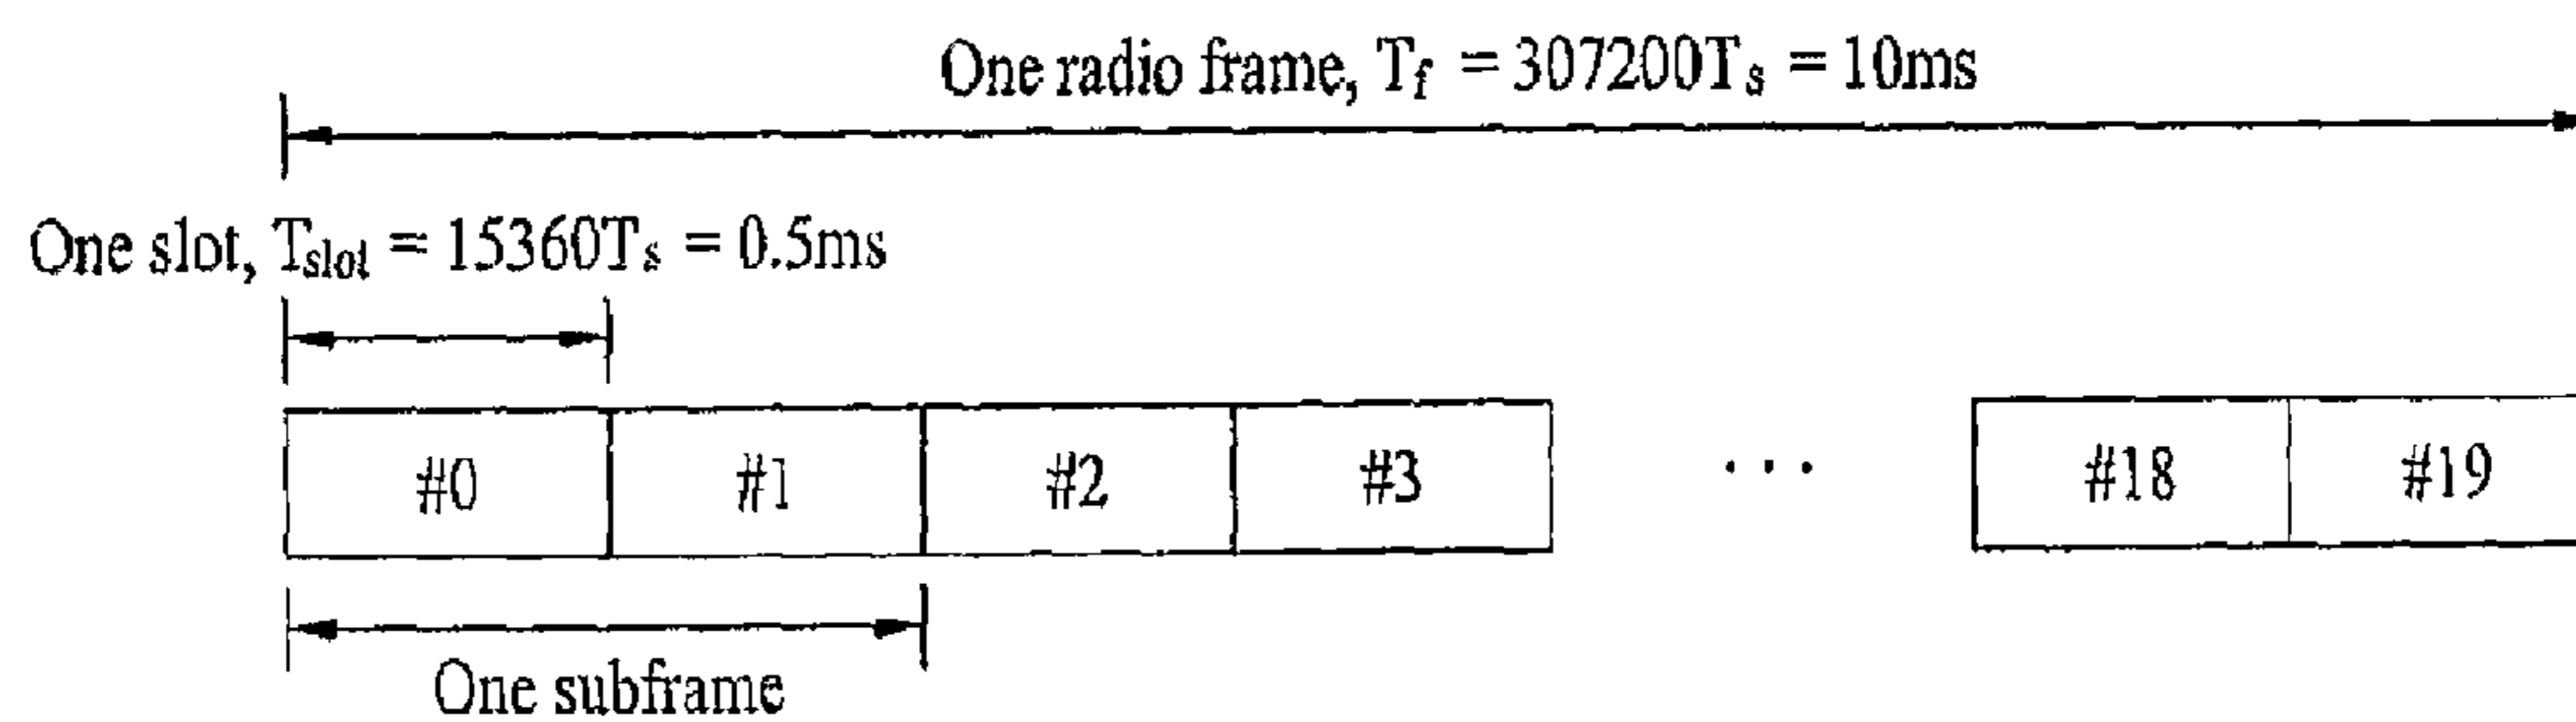 One radio frame, Tf = 307200Ts = 10ms
One slot, Tslot = 15360Ts = 0.5ms
#0 #1 #2 #3 ... #18 #19
One subframe